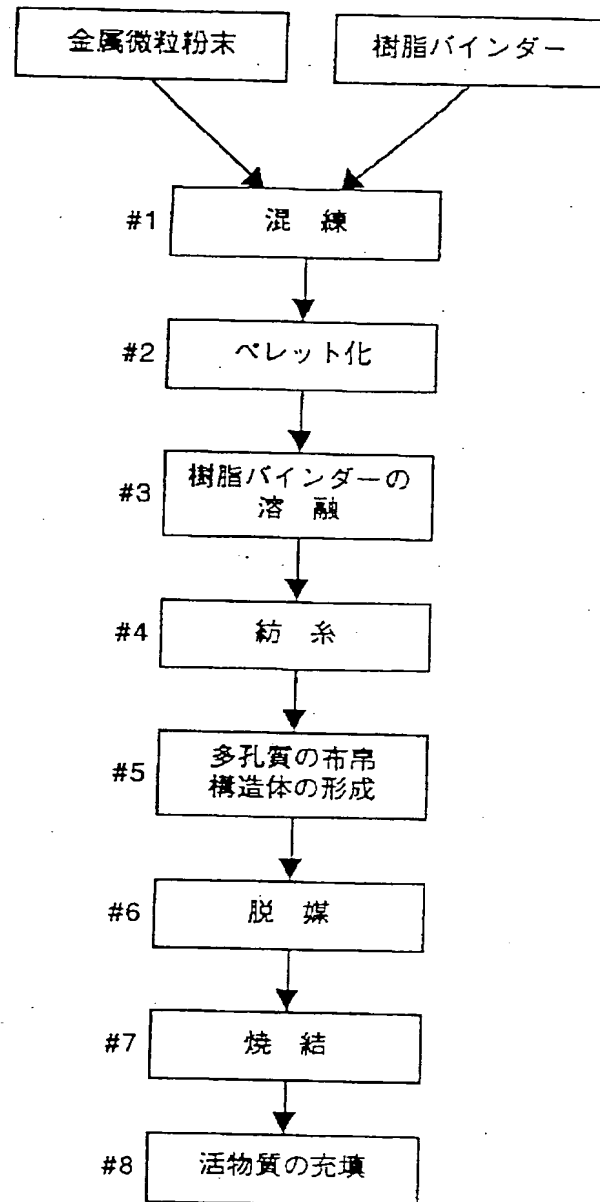 金属微粒粉末
樹脂バインダー
#1 混 練
#2 ペレット化
#3 樹脂バインダーの
溶 融
#4 紡 糸
#5 多孔質の布帛
構造体の形成
#6 脱 媒
#7 焼 結
#8 活物質の充填